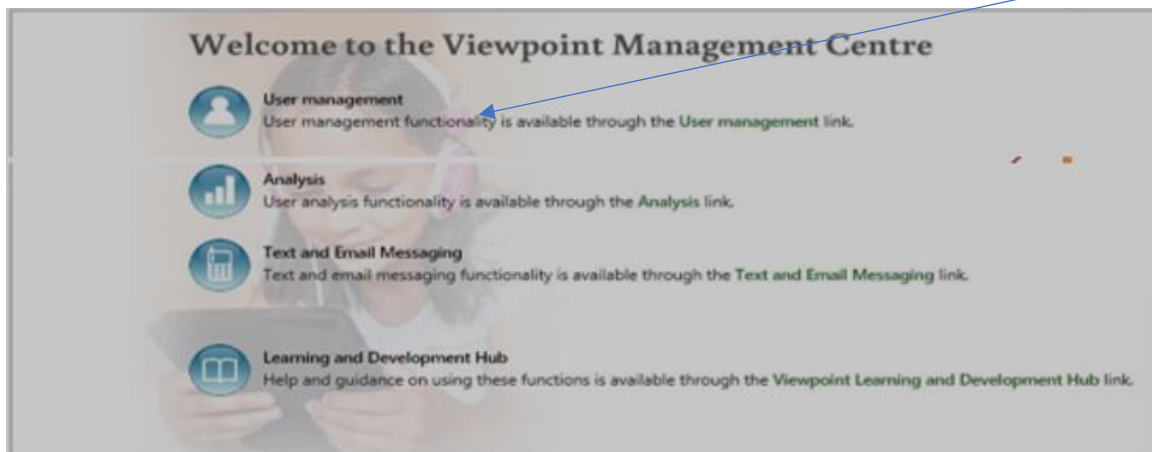 Welcome to the Viewpoint Management Centre
User management
User management functionality is available through the User management link.
Analysis
User analysis functionality is available through the Analysis link.
Text and Email Messaging
Text and email messaging functionality is available through the Text and Email Messaging link.
Learning and Development Hub
Help and guidance on using these functions is available through the Viewpoint Learning and Development Hub link.